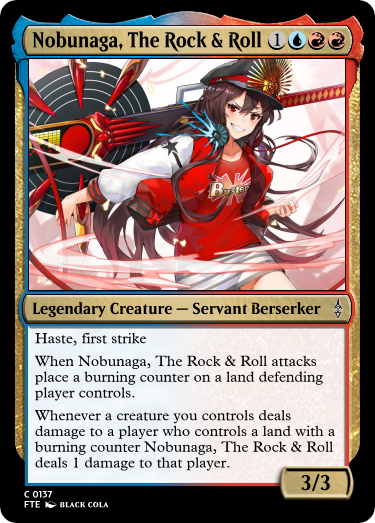 Nobunaga, The Rock & Roll 1
Buster
Legendary Creature — Servant Berserker
Haste, first strike
When Nobunaga, The Rock & Roll attacks
place a burning counter on a land defending
player controls.
Whenever a creature you controls deals
damage to a player who controls a land with a
burning counter Nobunaga, The Rock & Roll
deals 1 damage to that player.
3/3
C 0137
FTE BLACK COLA